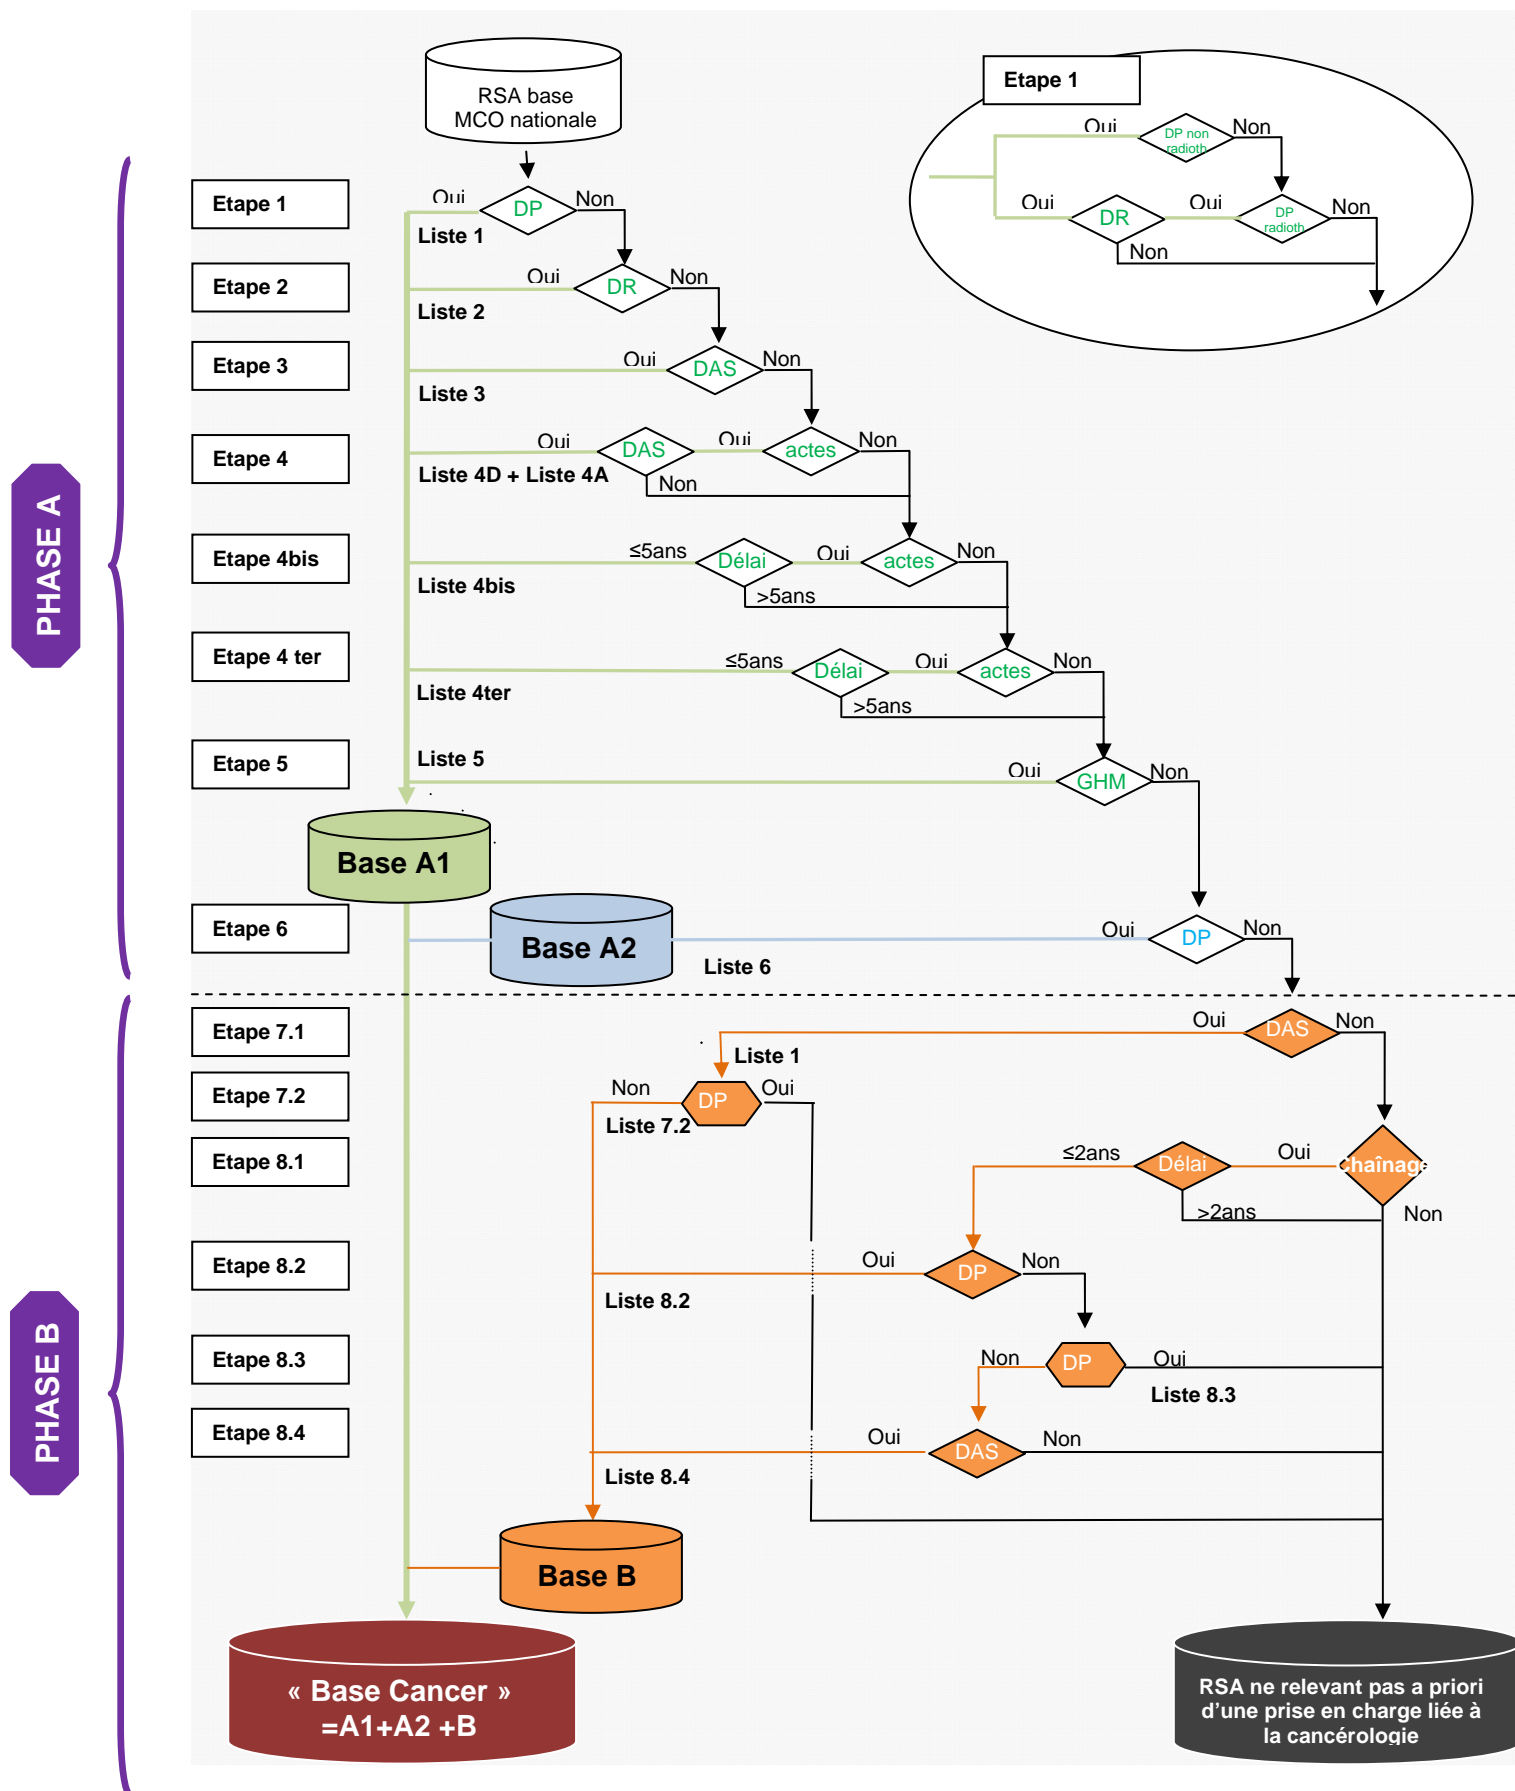 RSA base
MCO nationale
Etape 1
Oui
DP non
radioth
Non
Oui
DR
Oui
DP
radioth
Non
Non
Etape 1
Oui
DP
Non
Liste 1
Etape 2
Oui
DR
Non
Liste 2
Etape 3
Oui
DAS
Non
Liste 3
Etape 4
Oui
DAS
Oui
actes
Non
Liste 4D + Liste 4A
Non
PHASE A
Etape 4bis
≤5ans
Délai
Oui
actes
Non
Liste 4bis
>5ans
Etape 4 ter
≤5ans
Délai
Oui
actes
Non
Liste 4ter
>5ans
Etape 5
Liste 5
Oui
GHM
Non
Base A1
Etape 6
Base A2
Oui
DP
Non
Liste 6
Etape 7.1
Oui
DAS
Non
Liste 1
Etape 7.2
Non
DP
Oui
Liste 7.2
Etape 8.1
≤2ans
Délai
Oui
Chaînage
>2ans
Non
Etape 8.2
Oui
DP
Non
Liste 8.2
PHASE B
Etape 8.3
Non
DP
Oui
Liste 8.3
Etape 8.4
Oui
DAS
Non
Liste 8.4
Base B
« Base Cancer »
=A1+A2 +B
RSA ne relevant pas a priori
d’une prise en charge liée à
la cancérologie